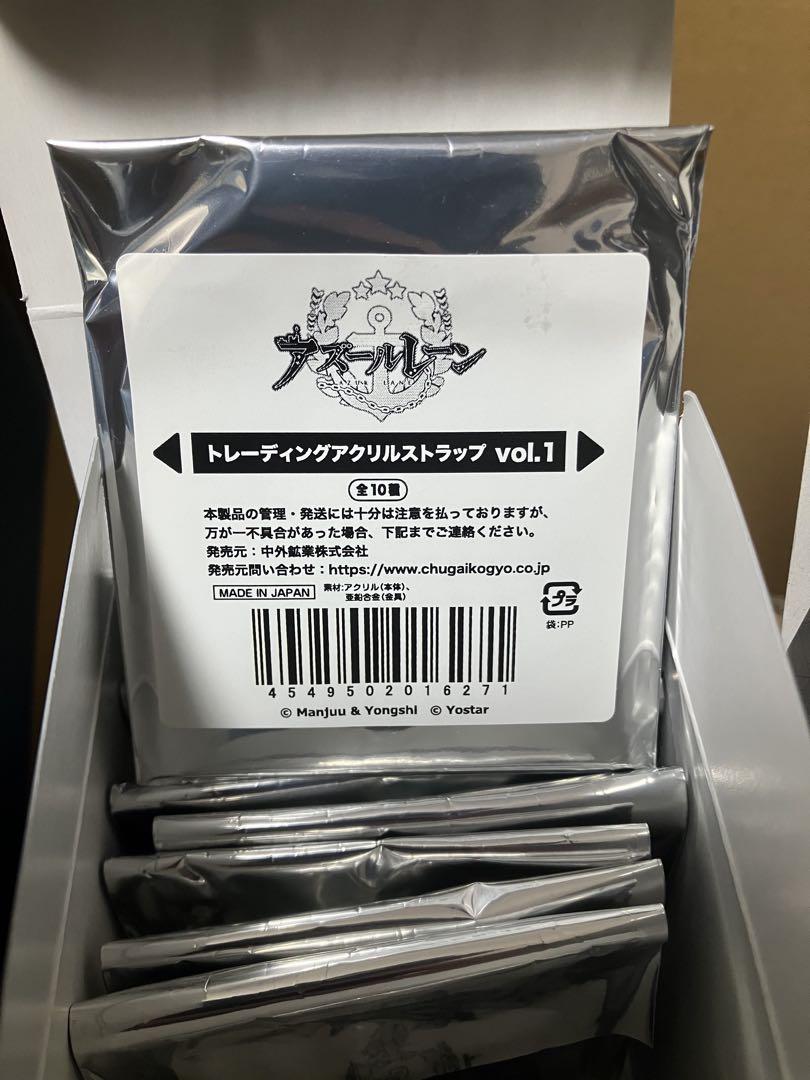 アズールレーン
AZUR LANE
トレーディングアクリルストラップ vol.1
全10種
本製品の管理・発送には十分は注意を払っておりますが、
万が一不具合があった場合、下記までご連絡ください。
発売元：中外鉱業株式会社
発売元問い合わせ：https://www.chugaikogyo.co.jp
MADE IN JAPAN
素材:アクリル(本体)、
亜鉛合金(金具)
プラ
袋:PP
4549502016271
© Manjuu & Yongshi © Yostar